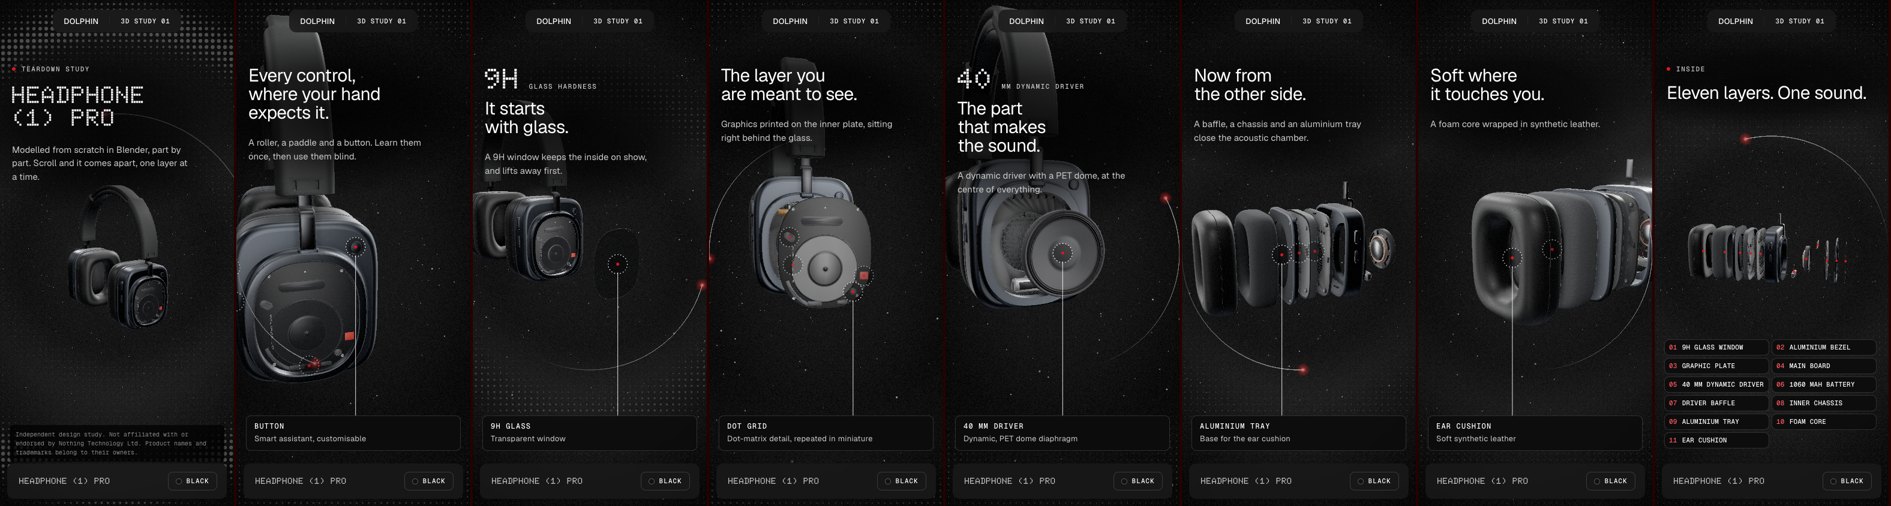 DOLPHIN 3D STUDY 01
TEARDOWN STUDY
HEADPHONE
(1) PRO
Modelled from scratch in Blender, part by
part. Scroll and it comes apart, one layer at
a time.
Independent design study. Not affiliated with or
endorsed by Nothing Technology Ltd. Product names and
trademarks belong to their owners.
HEADPHONE (1) PRO BLACK
DOLPHIN 3D STUDY 01
Every control,
where your hand
expects it.
A roller, a paddle and a button. Learn them
once, then use them blind.
BUTTON
Smart assistant, customisable
HEADPHONE (1) PRO BLACK
DOLPHIN 3D STUDY 01
9H GLASS HARDNESS
It starts
with glass.
A 9H window keeps the inside on show,
and lifts away first.
9H GLASS
Transparent window
HEADPHONE (1) PRO BLACK
DOLPHIN 3D STUDY 01
The layer you
are meant to see.
Graphics printed on the inner plate, sitting
right behind the glass.
DOT GRID
Dot-matrix detail, repeated in miniature
HEADPHONE (1) PRO BLACK
DOLPHIN 3D STUDY 01
40 MM DYNAMIC DRIVER
The part
that makes
the sound.
A dynamic driver with a PET dome, at the
centre of everything.
40 MM DRIVER
Dynamic, PET dome diaphragm
HEADPHONE (1) PRO BLACK
DOLPHIN 3D STUDY 01
Now from
the other side.
A baffle, a chassis and an aluminium tray
close the acoustic chamber.
ALUMINIUM TRAY
Base for the ear cushion
HEADPHONE (1) PRO BLACK
DOLPHIN 3D STUDY 01
Soft where
it touches you.
A foam core wrapped in synthetic leather.
EAR CUSHION
Soft synthetic leather
HEADPHONE (1) PRO BLACK
DOLPHIN 3D STUDY 01
INSIDE
Eleven layers. One sound.
01 9H GLASS WINDOW
02 ALUMINIUM BEZEL
03 GRAPHIC PLATE
04 MAIN BOARD
05 40 MM DYNAMIC DRIVER
06 1060 MAH BATTERY
07 DRIVER BAFFLE
08 INNER CHASSIS
09 ALUMINIUM TRAY
10 FOAM CORE
11 EAR CUSHION
HEADPHONE (1) PRO BLACK